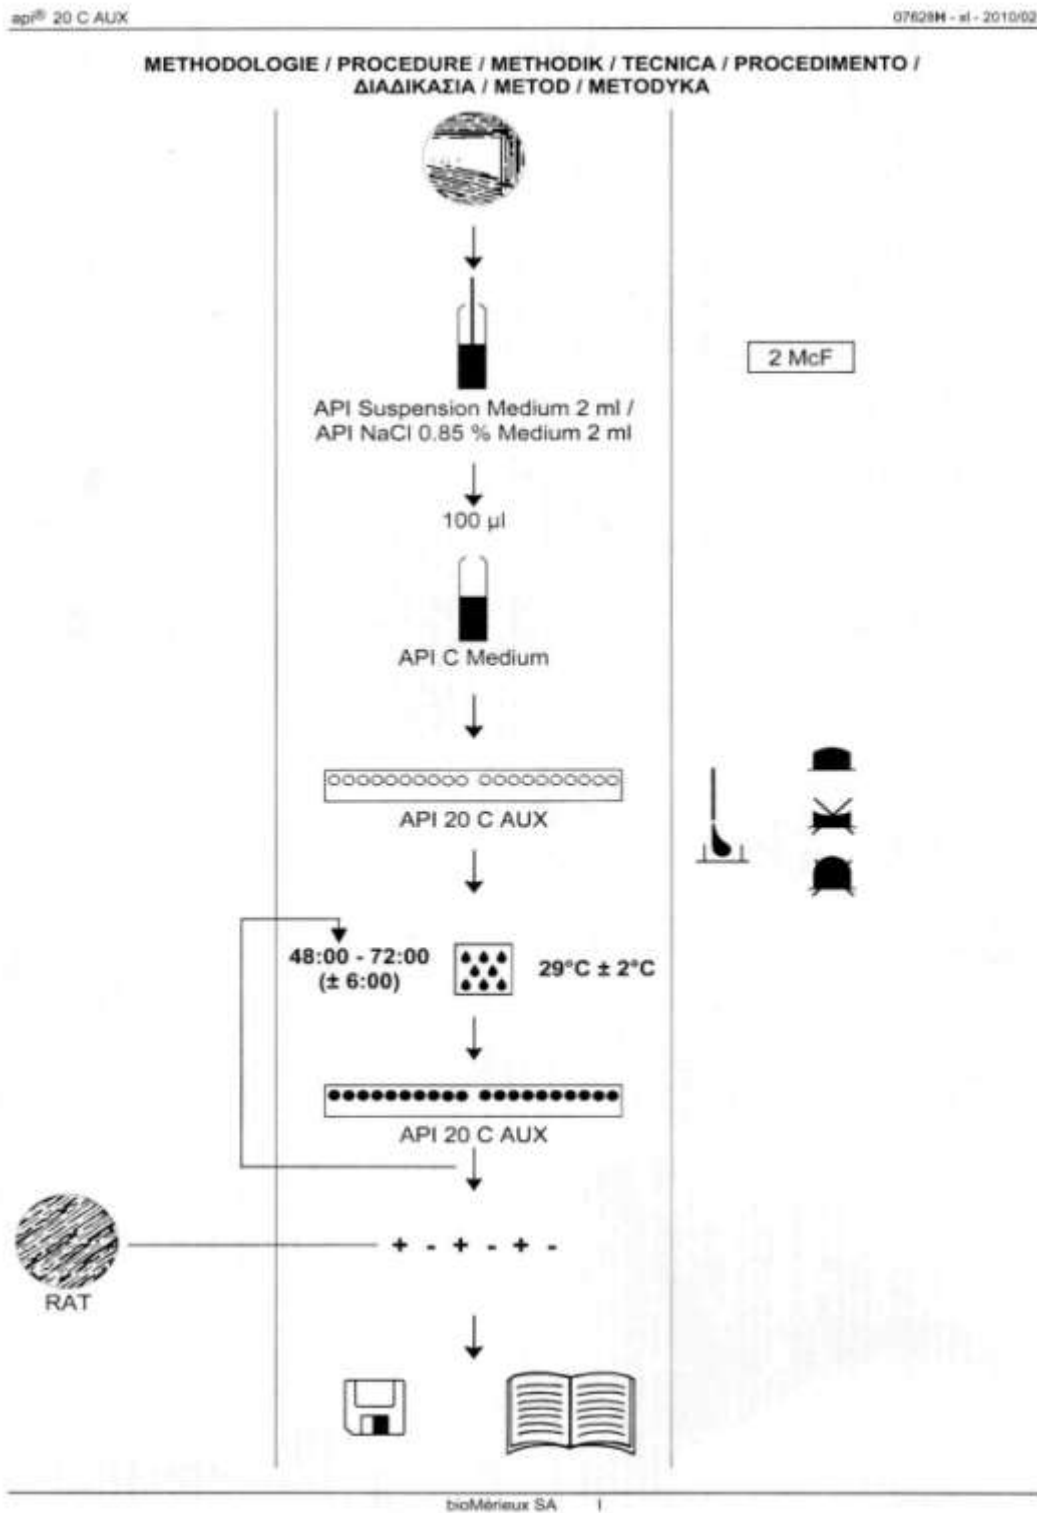 api® 20 C AUX
07628H - xl - 2010/02
METHODOLOGIE / PROCEDURE / METHODIK / TECNICA / PROCEDIMENTO /
ΔΙΑΔΙΚΑΣΙΑ / METOD / METODYKA
2 McF
API Suspension Medium 2 ml /
API NaCl 0.85 % Medium 2 ml
100 µl
API C Medium
API 20 C AUX
48:00 - 72:00
(± 6:00)
29°C ± 2°C
API 20 C AUX
+ - + - + -
RAT
bioMérieux SA I